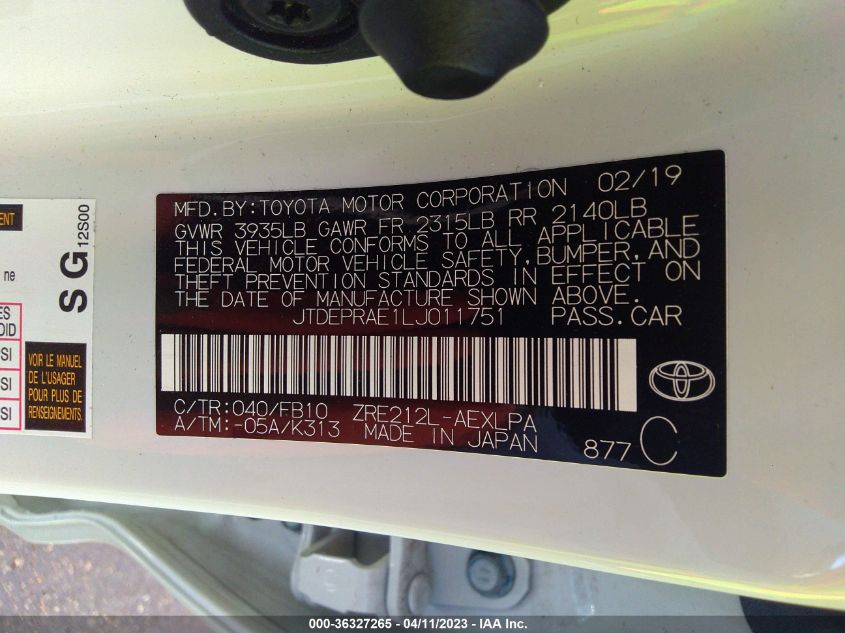 MFD.BY:TOYOTA MOTOR CORPORATION 02/19
GVWR 3935LB GAWR FR 2315LB RR 2140LB
THIS VEHICLE CONFORMS TO ALL APPLICABLE
FEDERAL MOTOR VEHICLE SAFETY,BUMPER,AND
THEFT PREVENTION STANDARDS IN EFFECT ON
THE DATE OF MANUFACTURE SHOWN ABOVE.
JTDEPRAE1LJ011751 PASS.CAR
C/TR:040/FB10 ZRE212L-AEXLPA
A/TM:-05A/K313 MADE IN JAPAN
877 C
SG 12S00
ne
VOIR LE MANUEL
DE L'USAGER
POUR PLUS DE
RENSEIGNEMENTS
000-36327265 - 04/11/2023 - IAA Inc.